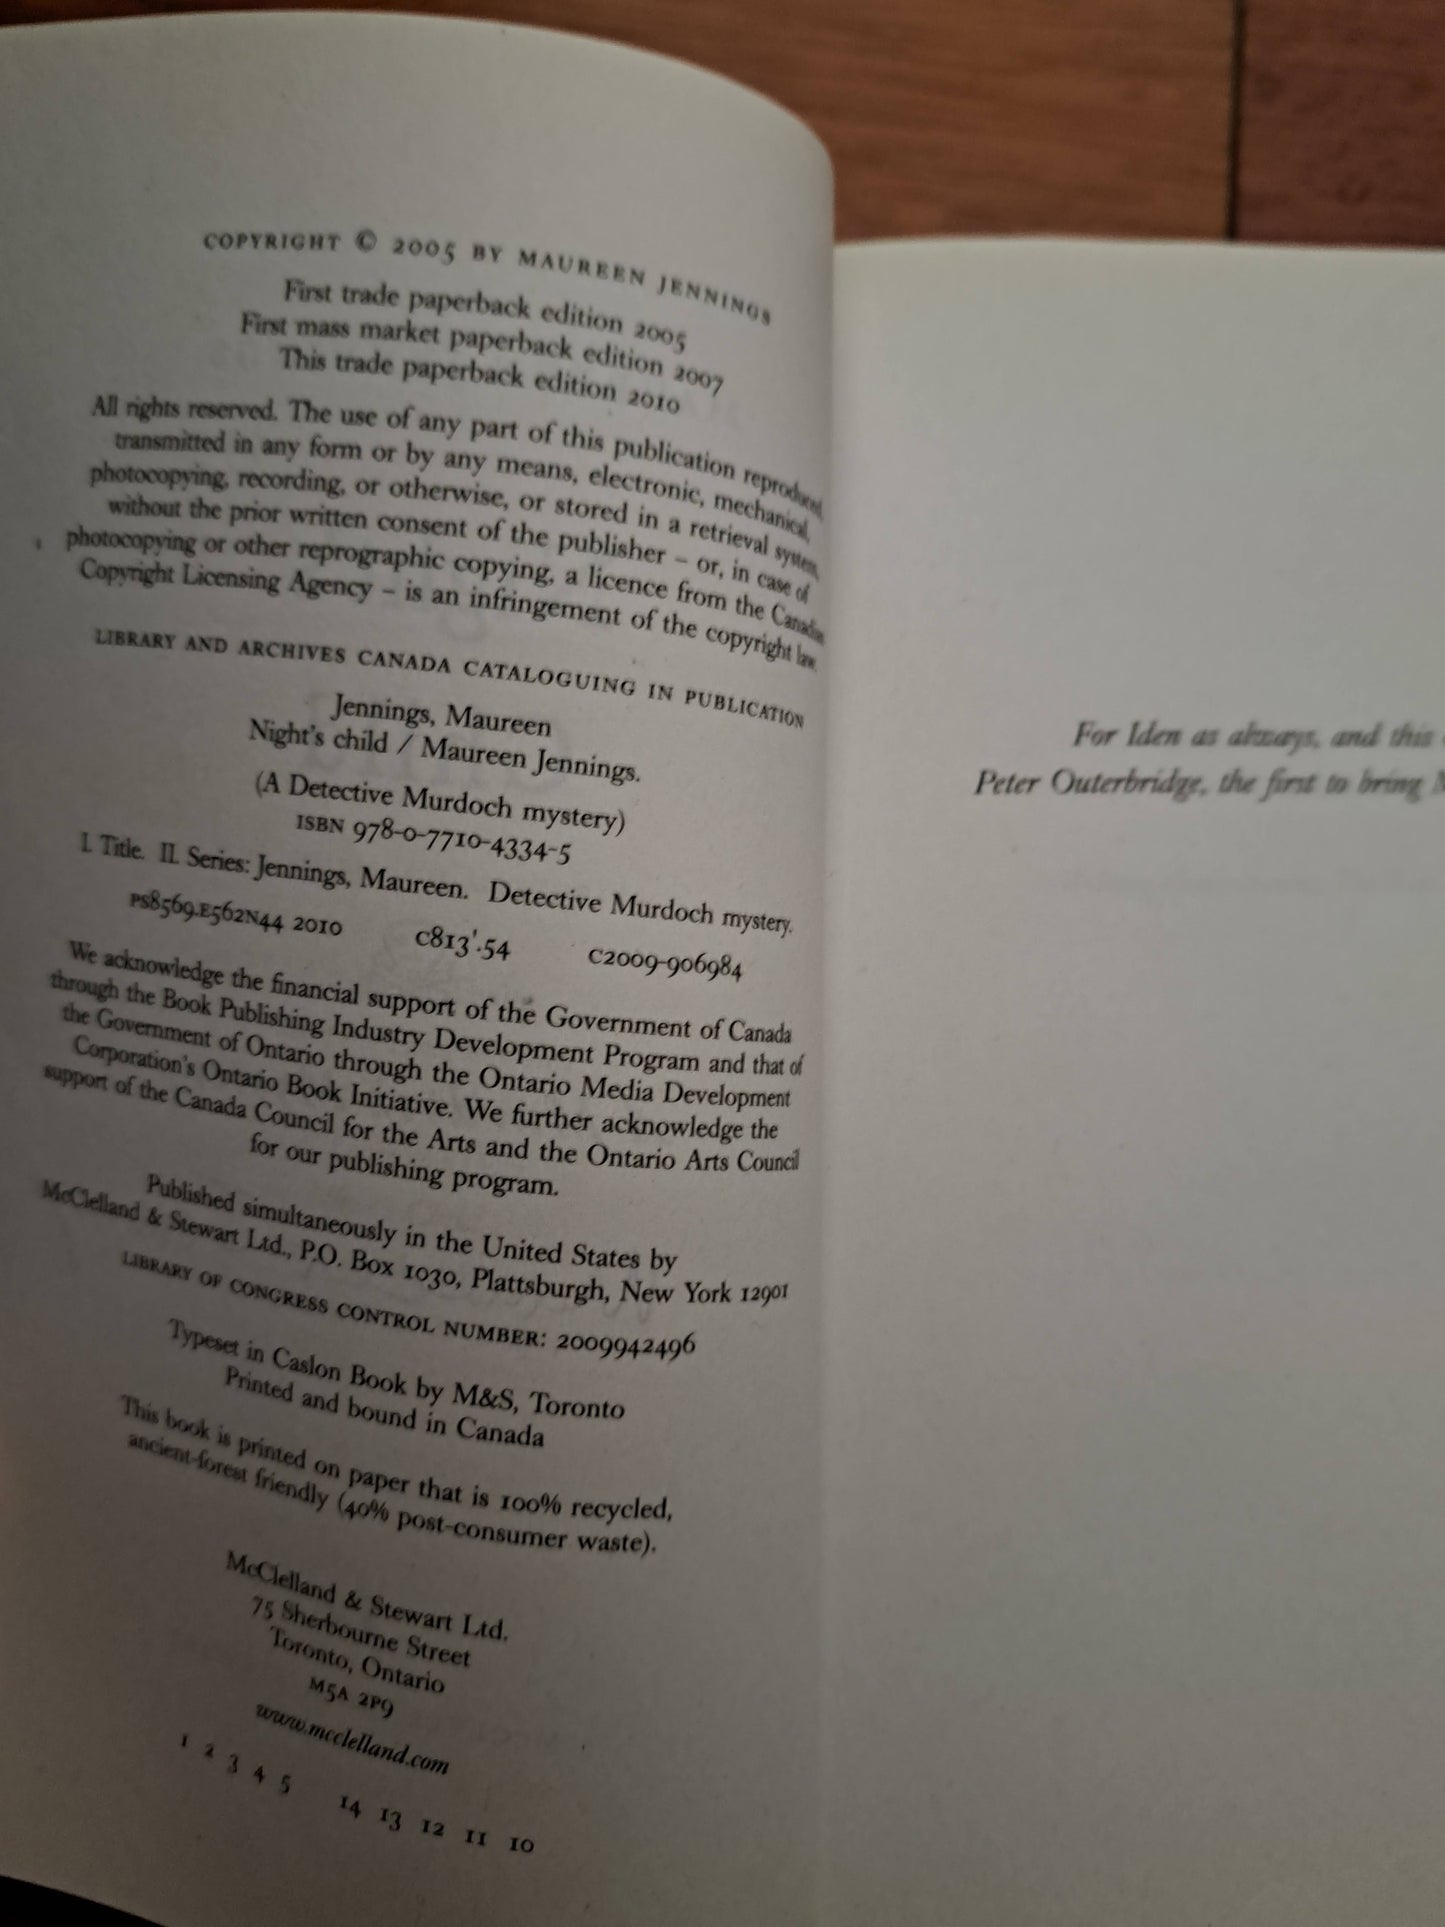 COPYRIGHT © 2005 BY MAUREEN JENNINGS
First trade paperback edition 2005
First mass market paperback edition 2007
This trade paperback edition 2010
All rights reserved. The use of any part of this publication reproduced,
transmitted in any form or by any means, electronic, mechanical,
photocopying, recording, or otherwise, or stored in a retrieval system,
without the prior written consent of the publisher – or, in case of
photocopying or other reprographic copying, a licence from the Canadian
Copyright Licensing Agency – is an infringement of the copyright law.
LIBRARY AND ARCHIVES CANADA CATALOGUING IN PUBLICATION
Jennings, Maureen
Night's child / Maureen Jennings.
(A Detective Murdoch mystery)
ISBN 978-0-7710-4334-5
I. Title. II. Series: Jennings, Maureen. Detective Murdoch mystery.
PS8569.E562N44 2010 C813'.54 C2009-906984
We acknowledge the financial support of the Government of Canada
through the Book Publishing Industry Development Program and that of
the Government of Ontario through the Ontario Media Development
Corporation's Ontario Book Initiative. We further acknowledge the
support of the Canada Council for the Arts and the Ontario Arts Council
for our publishing program.
Published simultaneously in the United States by
McClelland & Stewart Ltd., P.O. Box 1030, Plattsburgh, New York 12901
LIBRARY OF CONGRESS CONTROL NUMBER: 2009942496
Typeset in Caslon Book by M&S, Toronto
Printed and bound in Canada
This book is printed on paper that is 100% recycled,
ancient-forest friendly (40% post-consumer waste).
McClelland & Stewart Ltd.
75 Sherbourne Street
Toronto, Ontario
M5A 2P9
www.mcclelland.com
1 2 3 4 5 14 13 12 11 10
For Iden as always, and this
Peter Outerbridge, the first to bring